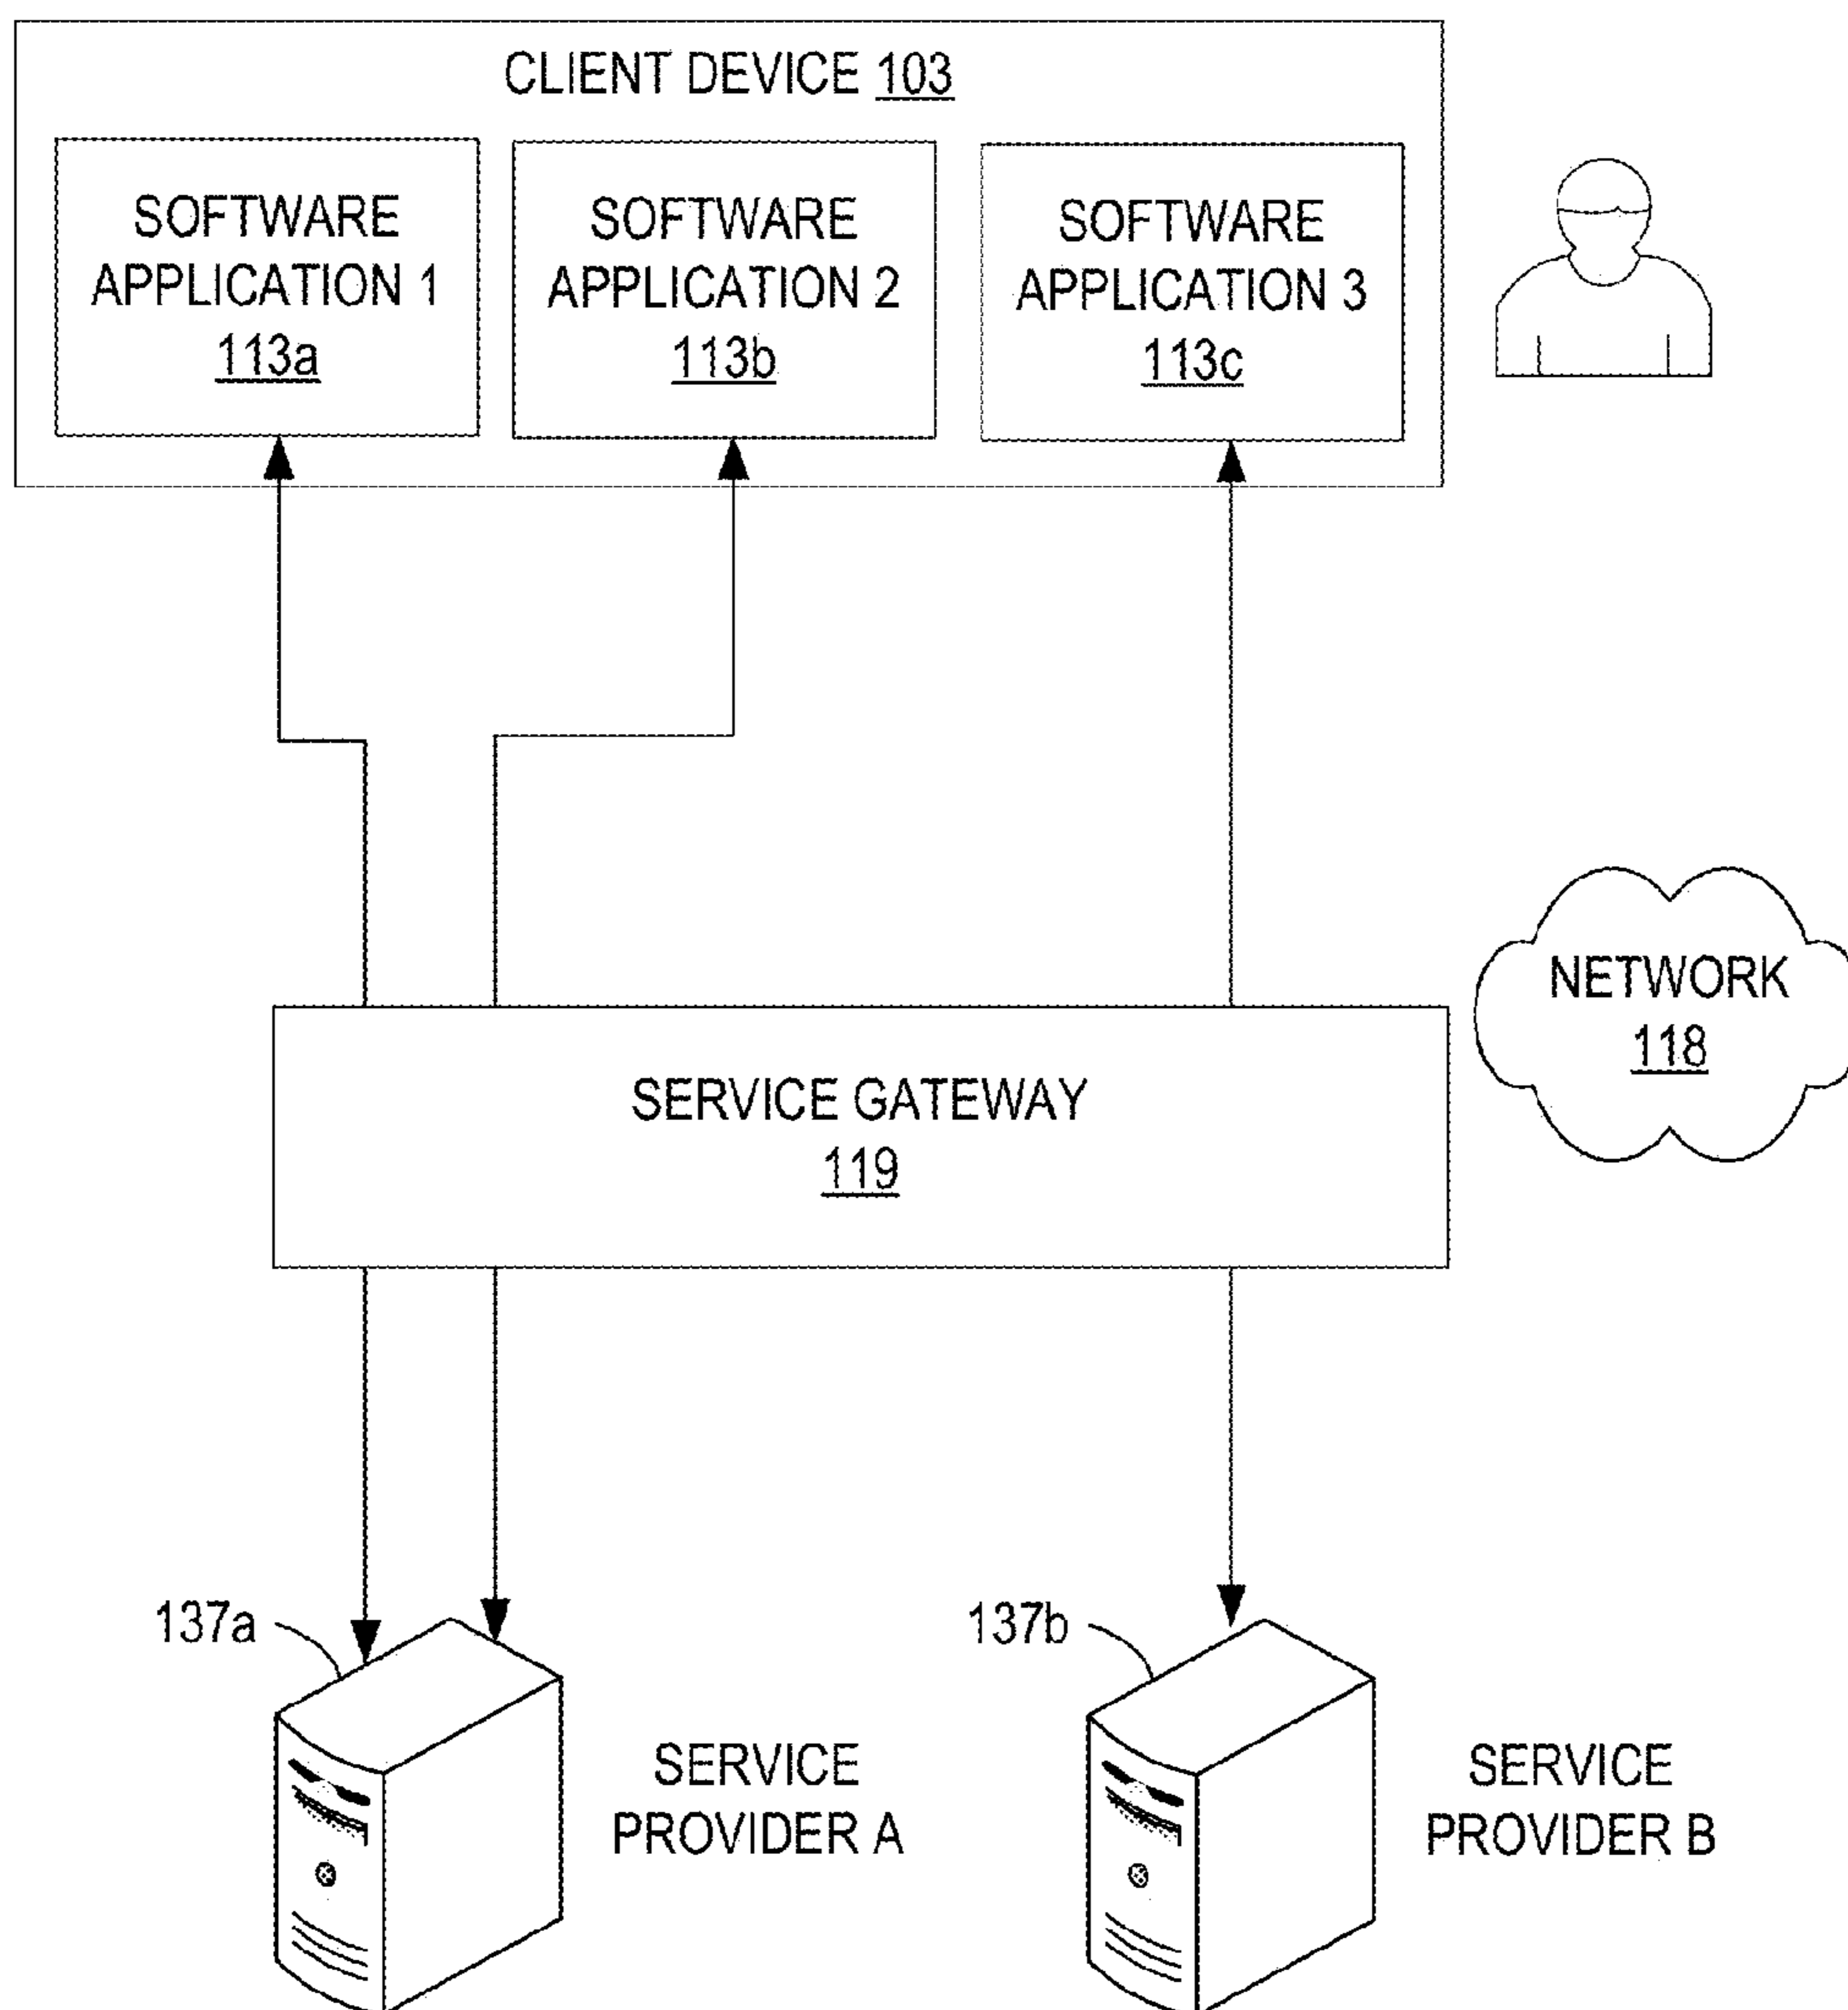 CLIENT DEVICE 103
SOFTWARE
APPLICATION 1
113a
SOFTWARE
APPLICATION 2
113b
SOFTWARE
APPLICATION 3
113c
NETWORK
118
SERVICE GATEWAY
119
137a
SERVICE
PROVIDER A
137b
SERVICE
PROVIDER B